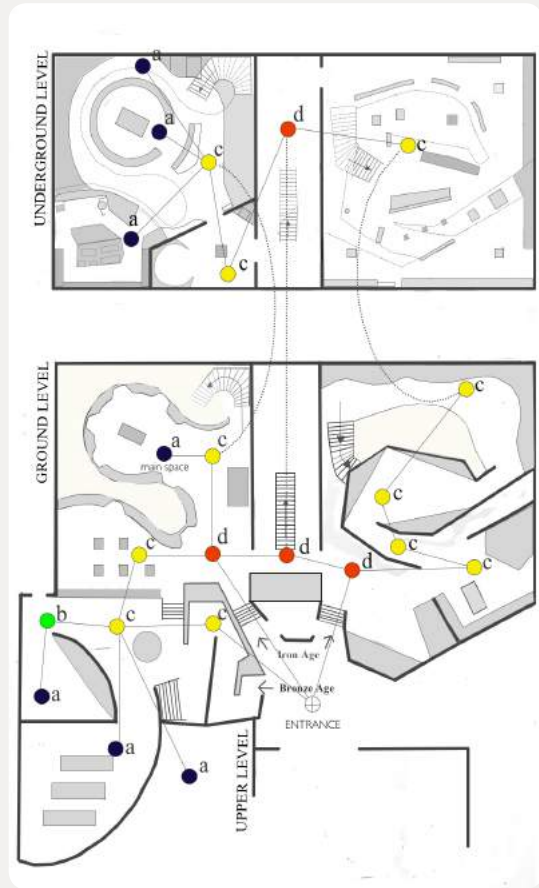 UNDERGROUND LEVEL
a
a
d
c
c
a
c
GROUND LEVEL
c
a
c
main space
c
c
c
d
d
d
c
b
c
c
Iron Age
a
Bronze Age
ENTRANCE
a
a
UPPER LEVEL